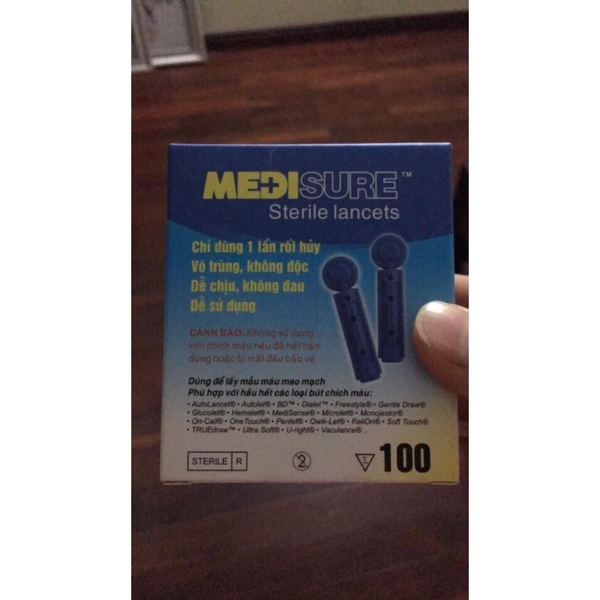 MEDISURE™
Sterile lancets
Chỉ dùng 1 lần rồi hủy
Vô trùng, không độc
Dễ chịu, không đau
Dễ sử dụng
CẢNH BÁO: Không sử dụng
kim chích máu nếu đã hết hạn
dùng hoặc bị mất đầu bảo vệ
Dùng để lấy mẫu máu mao mạch
Phù hợp với hầu hết các loại bút chích máu:
•AutoLancet® • Autolet® • BD™ • Dialet™ • Freestyle® • Gentle Draw®
• Glucolet® • Hemalet® • MediSense® • Microlet® • Monojector®
• On-Call® • OneTouch® • Penlet® • Qwik-Let® • ReliOn® • Soft Touch®
• TRUEdraw™ • Ultra Soft® • U-right® • Vaculance® ...
STERILE R
2
Σ 100